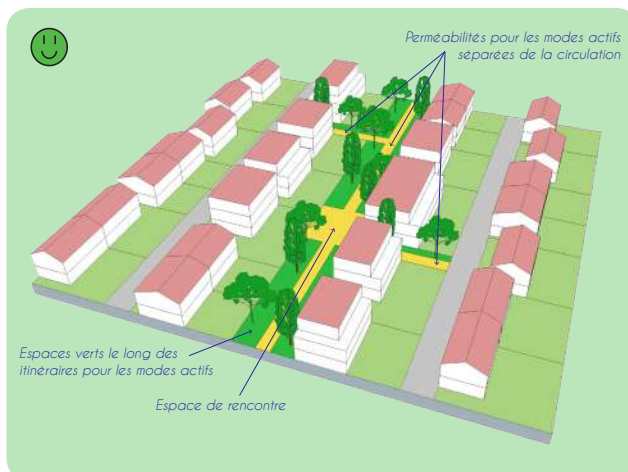 Perméabilités pour les modes actifs
séparées de la circulation
Espaces verts le long des
itinéraires pour les modes actifs
Espace de rencontre